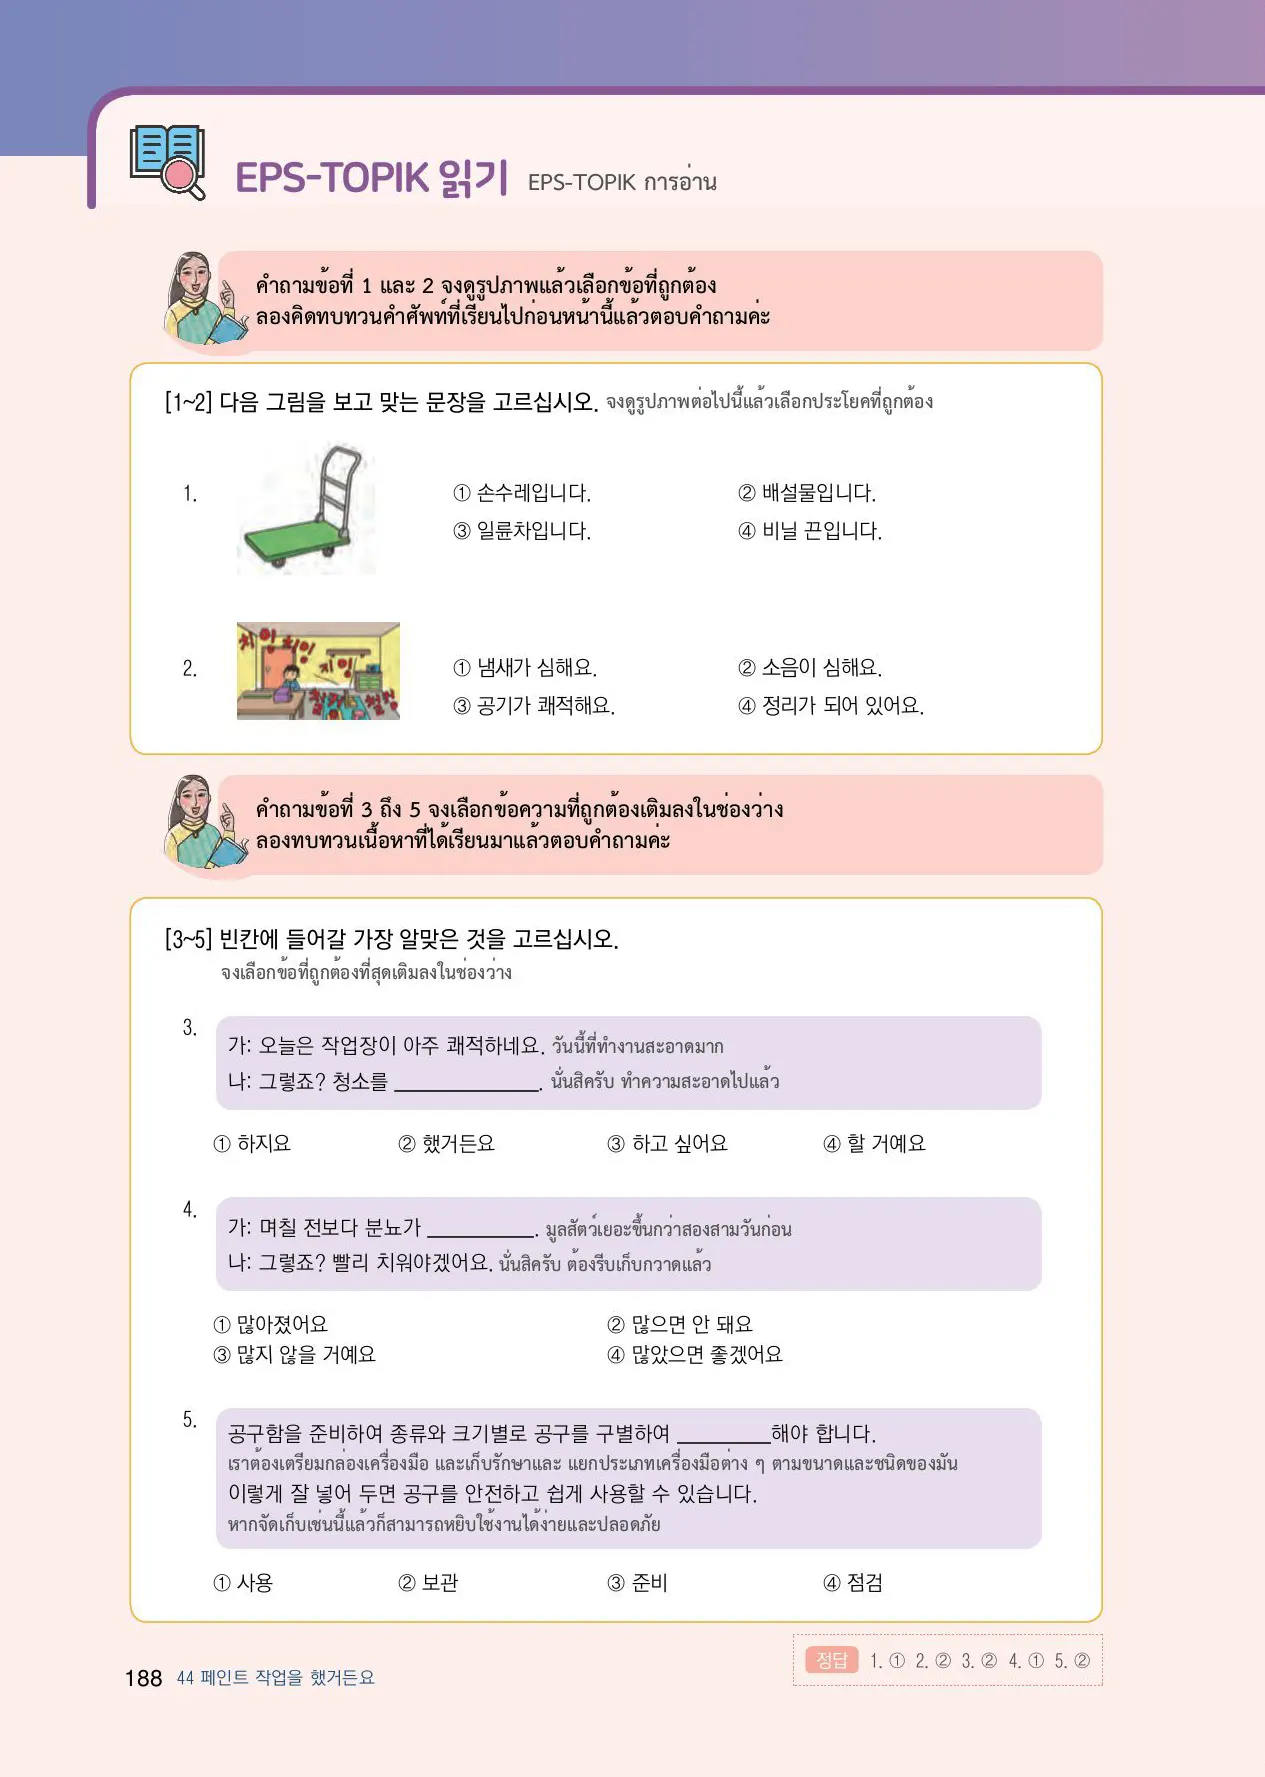 EPS-TOPIK 읽기 EPS-TOPIK การอ่าน
คำถามข้อที่ 1 และ 2 จงดูรูปภาพแล้วเลือกข้อที่ถูกต้อง
ลองคิดทบทวนคำศัพท์ที่เรียนไปก่อนหน้านี้แล้วตอบคำถามค่ะ
[1~2] 다음 그림을 보고 맞는 문장을 고르십시오. จงดูรูปภาพต่อไปนี้แล้วเลือกประโยคที่ถูกต้อง
1.
① 손수레입니다. ② 배설물입니다.
③ 일륜차입니다. ④ 비닐 끈입니다.
2.
① 냄새가 심해요. ② 소음이 심해요.
③ 공기가 쾌적해요. ④ 정리가 되어 있어요.
คำถามข้อที่ 3 ถึง 5 จงเลือกข้อความที่ถูกต้องเติมลงในช่องว่าง
ลองทบทวนเนื้อหาที่ได้เรียนมาแล้วตอบคำถามค่ะ
[3~5] 빈칸에 들어갈 가장 알맞은 것을 고르십시오.
จงเลือกข้อที่ถูกต้องที่สุดเติมลงในช่องว่าง
3.
가: 오늘은 작업장이 아주 쾌적하네요. วันนี้ที่ทำงานสะอาดมาก
나: 그렇죠? 청소를 ______________. นั่นสิครับ ทำความสะอาดไปแล้ว
① 하지요 ② 했거든요 ③ 하고 싶어요 ④ 할 거예요
4.
가: 며칠 전보다 분뇨가 __________. มูลสัตว์เยอะขึ้นกว่าสองสามวันก่อน
나: 그렇죠? 빨리 치워야겠어요. นั่นสิครับ ต้องรีบเก็บกวาดแล้ว
① 많아졌어요 ② 많으면 안 돼요
③ 많지 않을 거예요 ④ 많았으면 좋겠어요
5.
공구함을 준비하여 종류와 크기별로 공구를 구별하여 _________해야 합니다.
เราต้องเตรียมกล่องเครื่องมือ และเก็บรักษาและ แยกประเภทเครื่องมือต่าง ๆ ตามขนาดและชนิดของมัน
이렇게 잘 넣어 두면 공구를 안전하고 쉽게 사용할 수 있습니다.
หากจัดเก็บเช่นนี้แล้วก็สามารถหยิบใช้งานได้ง่ายและปลอดภัย
① 사용 ② 보관 ③ 준비 ④ 점검
정답 1. ① 2. ② 3. ② 4. ① 5. ②
188 44 페인트 작업을 했거든요